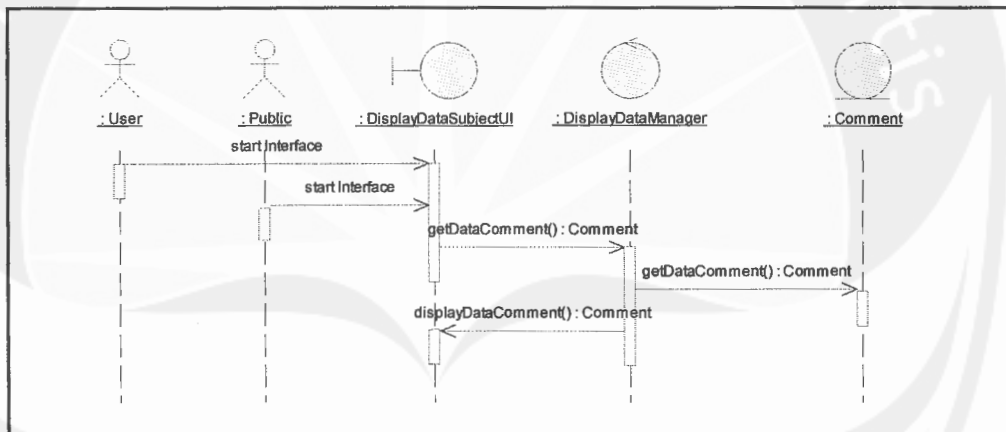 : User
: Public
: DisplayDataSubjectUI
: DisplayDataManager
: Comment
start Interface
start Interface
getDataComment() : Comment
getDataComment() : Comment
displayDataComment() : Comment